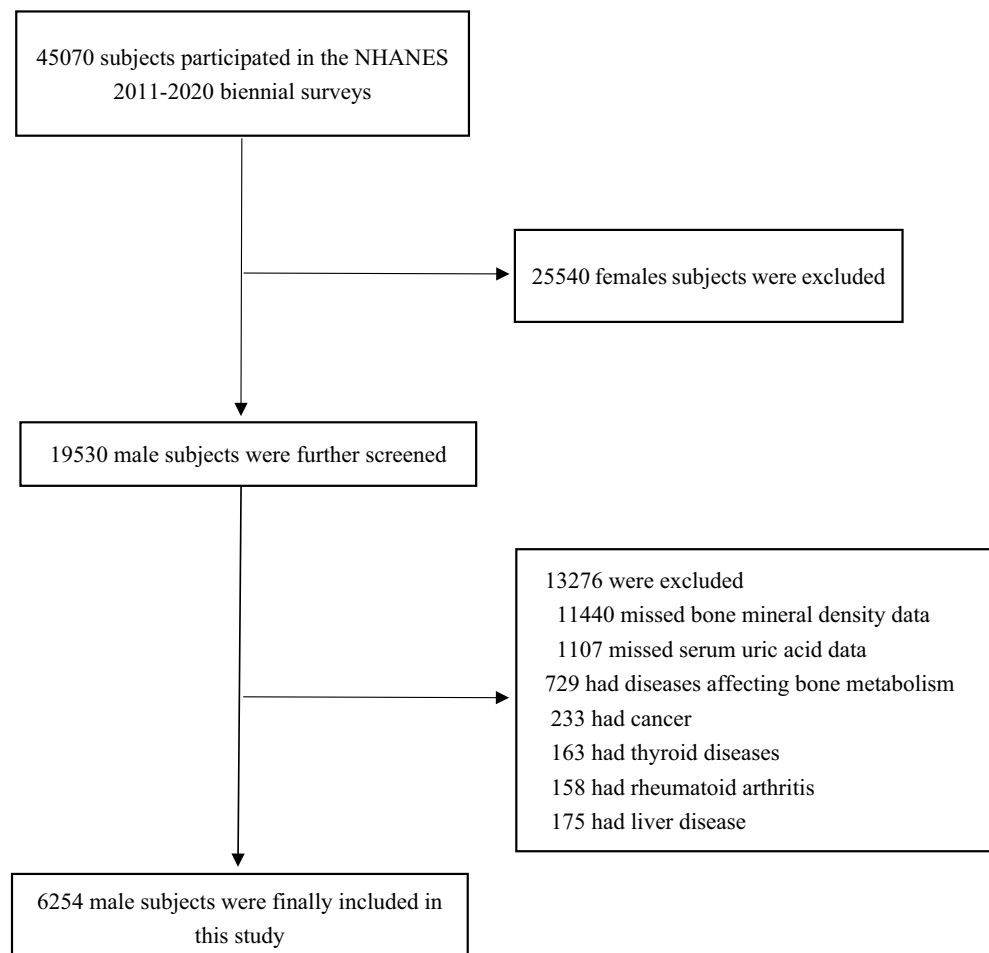 45070 subjects participated in the NHANES
2011-2020 biennial surveys
25540 females subjects were excluded
19530 male subjects were further screened
13276 were excluded
11440 missed bone mineral density data
1107 missed serum uric acid data
729 had diseases affecting bone metabolism
233 had cancer
163 had thyroid diseases
158 had rheumatoid arthritis
175 had liver disease
6254 male subjects were finally included in
this study